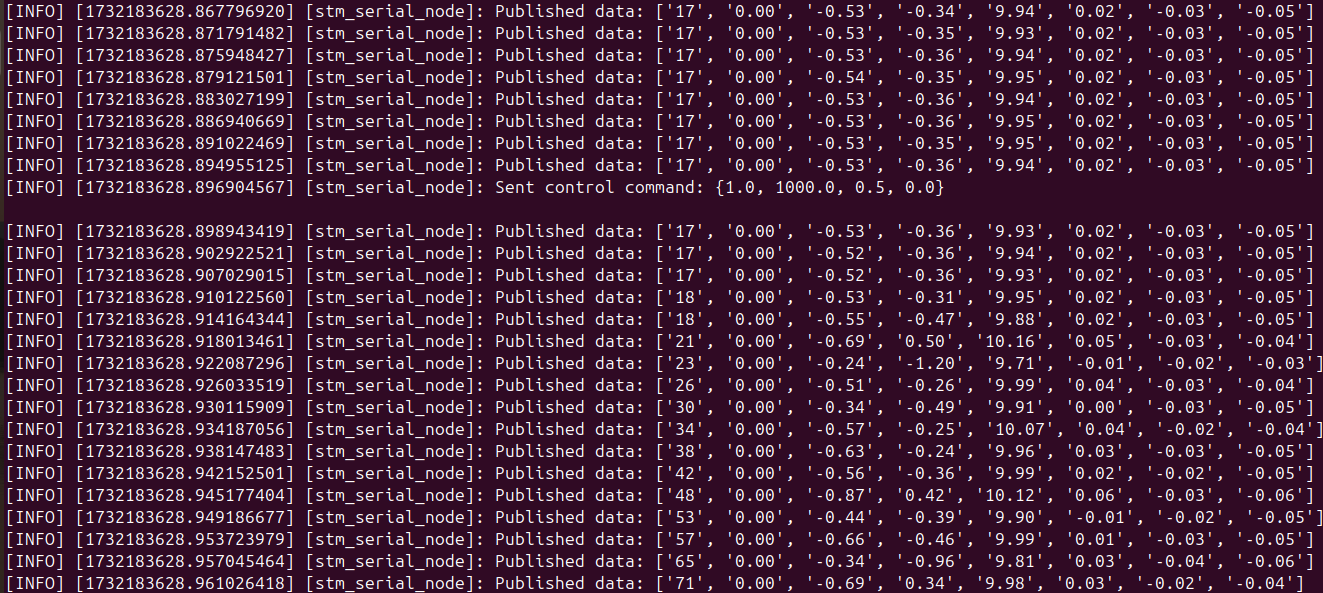 [INFO] [1732183628.867796920] [stm_serial_node]: Published data: ['17', '0.00', '-0.53', '-0.34', '9.94', '0.02', '-0.03', '-0.05']
[INFO] [1732183628.871791482] [stm_serial_node]: Published data: ['17', '0.00', '-0.53', '-0.35', '9.93', '0.02', '-0.03', '-0.05']
[INFO] [1732183628.875948427] [stm_serial_node]: Published data: ['17', '0.00', '-0.53', '-0.36', '9.94', '0.02', '-0.03', '-0.05']
[INFO] [1732183628.879121501] [stm_serial_node]: Published data: ['17', '0.00', '-0.54', '-0.35', '9.95', '0.02', '-0.03', '-0.05']
[INFO] [1732183628.883027199] [stm_serial_node]: Published data: ['17', '0.00', '-0.53', '-0.36', '9.94', '0.02', '-0.03', '-0.05']
[INFO] [1732183628.886940669] [stm_serial_node]: Published data: ['17', '0.00', '-0.53', '-0.36', '9.95', '0.02', '-0.03', '-0.05']
[INFO] [1732183628.891022469] [stm_serial_node]: Published data: ['17', '0.00', '-0.53', '-0.35', '9.95', '0.02', '-0.03', '-0.05']
[INFO] [1732183628.894955125] [stm_serial_node]: Published data: ['17', '0.00', '-0.53', '-0.36', '9.94', '0.02', '-0.03', '-0.05']
[INFO] [1732183628.896904567] [stm_serial_node]: Sent control command: {1.0, 1000.0, 0.5, 0.0}
[INFO] [1732183628.898943419] [stm_serial_node]: Published data: ['17', '0.00', '-0.53', '-0.36', '9.93', '0.02', '-0.03', '-0.05']
[INFO] [1732183628.902922521] [stm_serial_node]: Published data: ['17', '0.00', '-0.52', '-0.36', '9.94', '0.02', '-0.03', '-0.05']
[INFO] [1732183628.907029015] [stm_serial_node]: Published data: ['17', '0.00', '-0.52', '-0.36', '9.93', '0.02', '-0.03', '-0.05']
[INFO] [1732183628.910122560] [stm_serial_node]: Published data: ['18', '0.00', '-0.53', '-0.31', '9.95', '0.02', '-0.03', '-0.05']
[INFO] [1732183628.914164344] [stm_serial_node]: Published data: ['18', '0.00', '-0.55', '-0.47', '9.88', '0.02', '-0.03', '-0.05']
[INFO] [1732183628.918013461] [stm_serial_node]: Published data: ['21', '0.00', '-0.69', '0.50', '10.16', '0.05', '-0.03', '-0.04']
[INFO] [1732183628.922087296] [stm_serial_node]: Published data: ['23', '0.00', '-0.24', '-1.20', '9.71', '-0.01', '-0.02', '-0.03']
[INFO] [1732183628.926033519] [stm_serial_node]: Published data: ['26', '0.00', '-0.51', '-0.26', '9.99', '0.04', '-0.03', '-0.04']
[INFO] [1732183628.930115909] [stm_serial_node]: Published data: ['30', '0.00', '-0.34', '-0.49', '9.91', '0.00', '-0.03', '-0.05']
[INFO] [1732183628.934187056] [stm_serial_node]: Published data: ['34', '0.00', '-0.57', '-0.25', '10.07', '0.04', '-0.02', '-0.04']
[INFO] [1732183628.938147483] [stm_serial_node]: Published data: ['38', '0.00', '-0.63', '-0.24', '9.96', '0.03', '-0.03', '-0.05']
[INFO] [1732183628.942152501] [stm_serial_node]: Published data: ['42', '0.00', '-0.56', '-0.36', '9.99', '0.02', '-0.02', '-0.05']
[INFO] [1732183628.945177404] [stm_serial_node]: Published data: ['48', '0.00', '-0.87', '0.42', '10.12', '0.06', '-0.03', '-0.06']
[INFO] [1732183628.949186677] [stm_serial_node]: Published data: ['53', '0.00', '-0.44', '-0.39', '9.90', '-0.01', '-0.02', '-0.05']
[INFO] [1732183628.953723979] [stm_serial_node]: Published data: ['57', '0.00', '-0.66', '-0.46', '9.99', '0.01', '-0.03', '-0.05']
[INFO] [1732183628.957045464] [stm_serial_node]: Published data: ['65', '0.00', '-0.34', '-0.96', '9.81', '0.03', '-0.04', '-0.06']
[INFO] [1732183628.961026418] [stm_serial_node]: Published data: ['71', '0.00', '-0.69', '0.34', '9.98', '0.03', '-0.02', '-0.04']